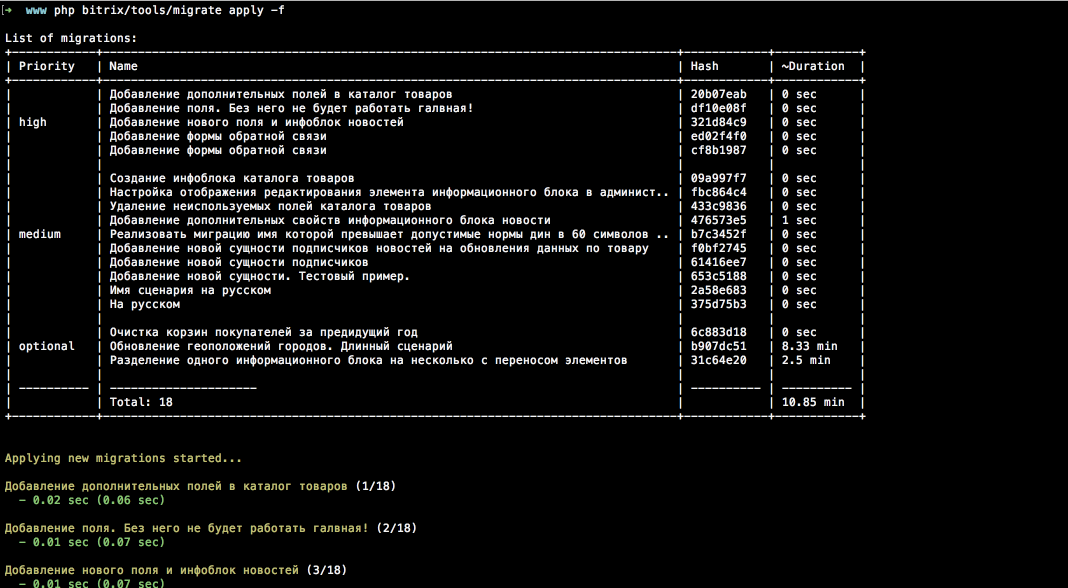 [➜  www php bitrix/tools/migrate apply -f
List of migrations:
| Priority | Name | Hash | ~Duration |
| | Добавление дополнительных полей в каталог товаров | 20b07eab | 0 sec |
| | Добавление поля. Без него не будет работать галвная! | df10e08f | 0 sec |
| high | Добавление нового поля и инфоблок новостей | 321d84c9 | 0 sec |
| | Добавление формы обратной связи | ed02f4f0 | 0 sec |
| | Добавление формы обратной связи | cf8b1987 | 0 sec |
| | Создание инфоблока каталога товаров | 09a997f7 | 0 sec |
| | Настройка отображения редактирования элемента информационного блока в админист.. | fbc864c4 | 0 sec |
| | Удаление неиспользуемых полей каталога товаров | 433c9836 | 0 sec |
| | Добавление дополнительных свойств информационного блока новости | 476573e5 | 1 sec |
| medium | Реализовать миграцию имя которой превышает допустимые нормы дин в 60 символов .. | b7c3452f | 0 sec |
| | Добавление новой сущности подписчиков новостей на обновления данных по товару | f0bf2745 | 0 sec |
| | Добавление новой сущности подписчиков | 61416ee7 | 0 sec |
| | Добавление новой сущности. Тестовый пример. | 653c5188 | 0 sec |
| | Имя сценария на русском | 2a58e683 | 0 sec |
| | На русском | 375d75b3 | 0 sec |
| | Очистка корзин покупателей за предидущий год | 6c883d18 | 0 sec |
| optional | Обновление геоположений городов. Длинный сценарий | b907dc51 | 8.33 min |
| | Разделение одного информационного блока на несколько с переносом элементов | 31c64e20 | 2.5 min |
| | Total: 18 | | 10.85 min |
Applying new migrations started...
Добавление дополнительных полей в каталог товаров (1/18)
- 0.02 sec (0.06 sec)
Добавление поля. Без него не будет работать галвная! (2/18)
- 0.01 sec (0.07 sec)
Добавление нового поля и инфоблок новостей (3/18)
- 0.01 sec (0.07 sec)